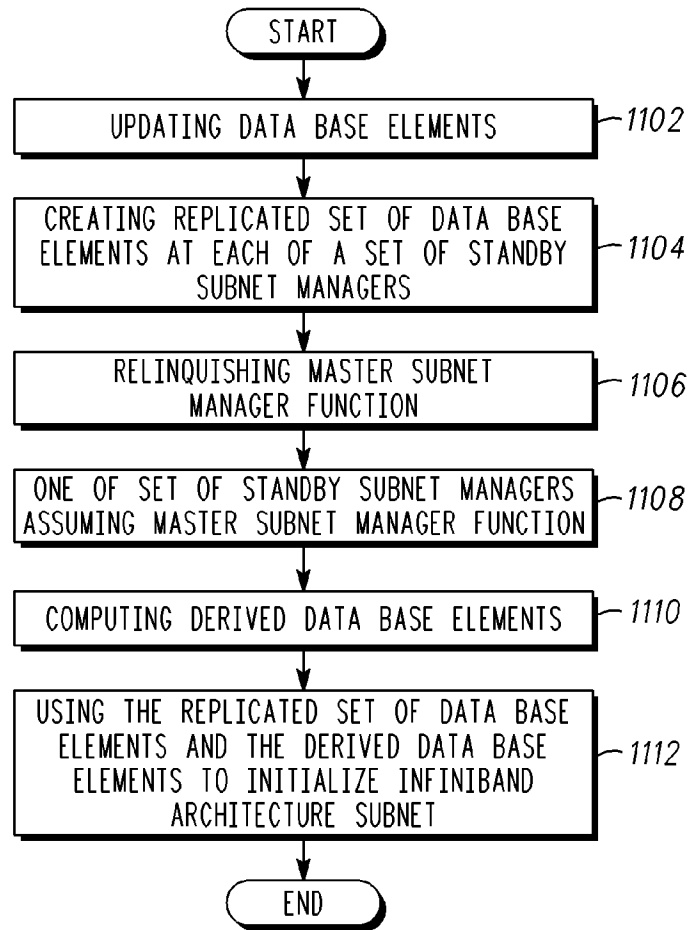 START
UPDATING DATA BASE ELEMENTS
1102
CREATING REPLICATED SET OF DATA BASE
ELEMENTS AT EACH OF A SET OF STANDBY
SUBNET MANAGERS
1104
RELINQUISHING MASTER SUBNET
MANAGER FUNCTION
1106
ONE OF SET OF STANDBY SUBNET MANAGERS
ASSUMING MASTER SUBNET MANAGER FUNCTION
1108
COMPUTING DERIVED DATA BASE ELEMENTS
1110
USING THE REPLICATED SET OF DATA BASE
ELEMENTS AND THE DERIVED DATA BASE
ELEMENTS TO INITIALIZE INFINIBAND
ARCHITECTURE SUBNET
1112
END